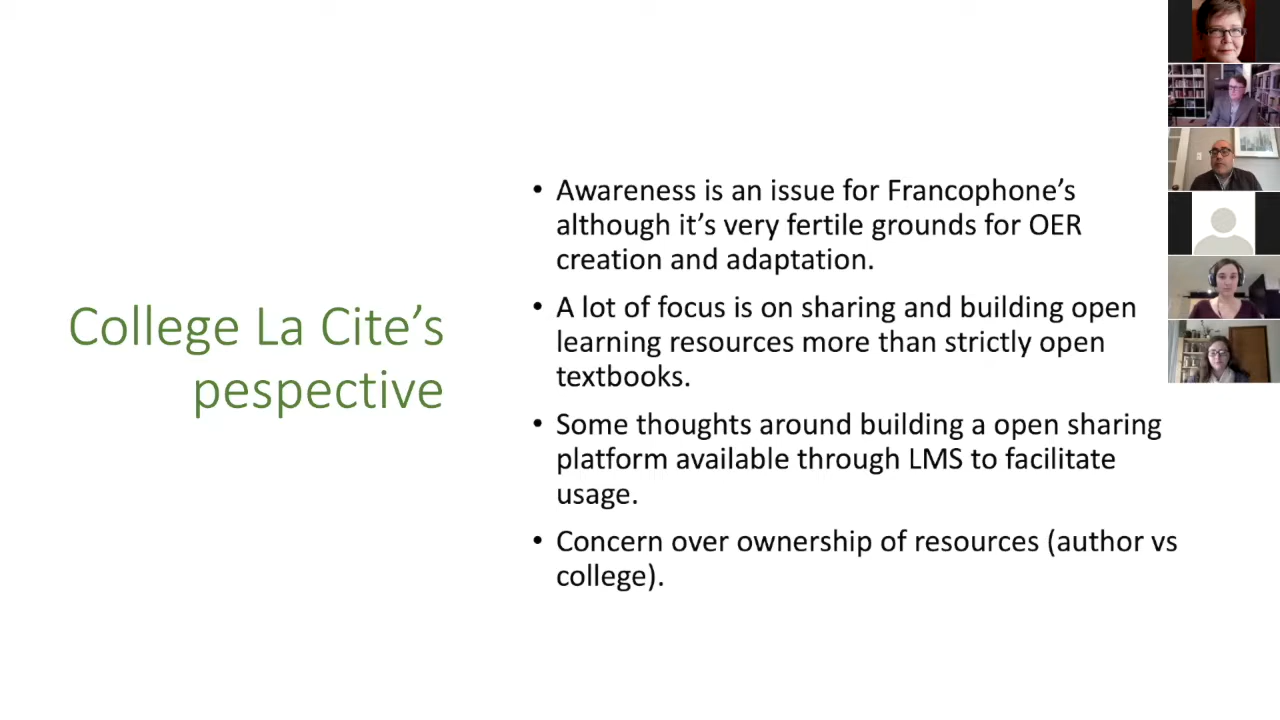 College La Cite’s
pespective
• Awareness is an issue for Francophone’s
although it’s very fertile grounds for OER
creation and adaptation.
• A lot of focus is on sharing and building open
learning resources more than strictly open
textbooks.
• Some thoughts around building a open sharing
platform available through LMS to facilitate
usage.
• Concern over ownership of resources (author vs
college).